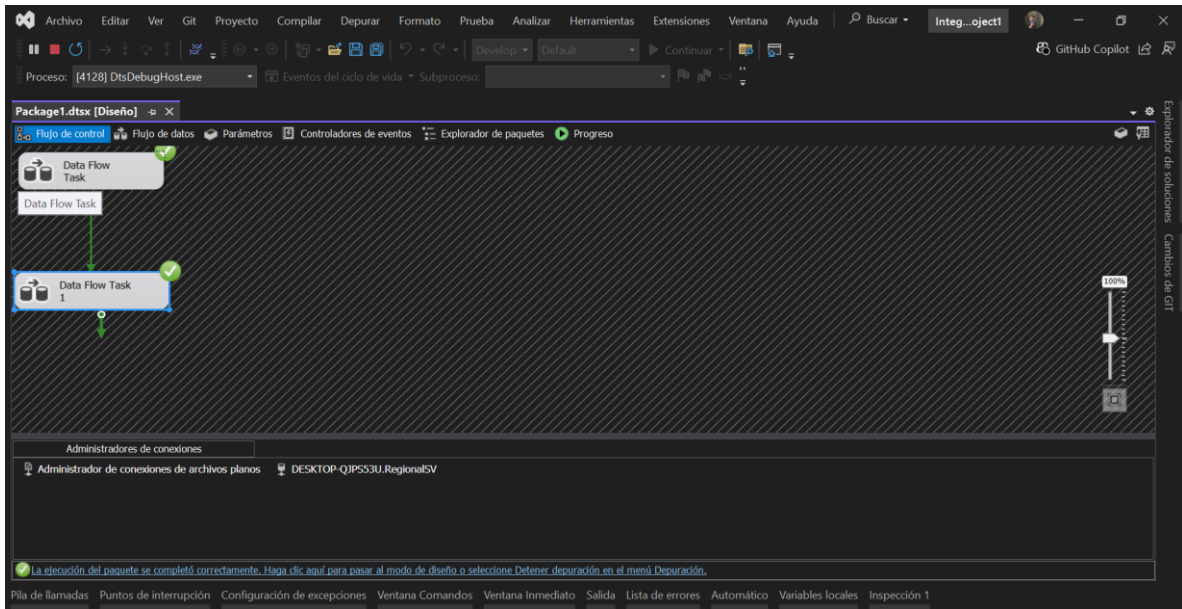 Archivo Editar Ver Git Proyecto Compilar Depurar Formato Prueba Analizar Herramientas Extensiones Ventana Ayuda Buscar Integ...oject1
Develop Default Continuar GitHub Copilot
Proceso: [4128] DtsDebugHost.exe Eventos del ciclo de vida Subproceso:
Package1.dtsx [Diseño]
Flujo de control Flujo de datos Parámetros Controladores de eventos Explorador de paquetes Progreso
Data Flow
Task
Data Flow Task
Data Flow Task
1
100%
Explorador de soluciones
Cambios de GIT
Administradores de conexiones
Administrador de conexiones de archivos planos DESKTOP-QJPS53U.RegionalSV
La ejecución del paquete se completó correctamente. Haga clic aquí para pasar al modo de diseño o seleccione Detener depuración en el menú Depuración.
Pila de llamadas Puntos de interrupción Configuración de excepciones Ventana Comandos Ventana Inmediato Salida Lista de errores Automático Variables locales Inspección 1